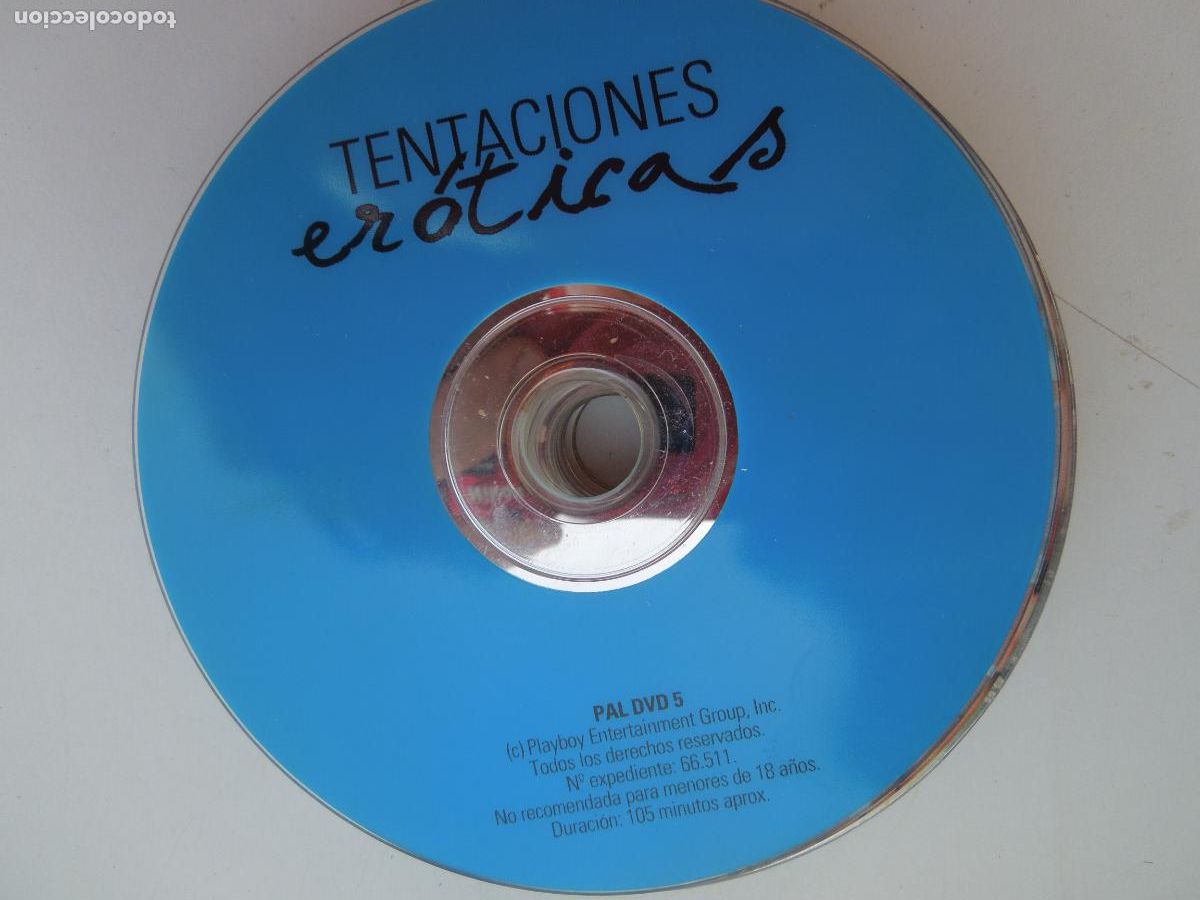 todocoleccion
TENTACIONES
eróticas
PAL DVD 5
(c) Playboy Entertainment Group, Inc.
Todos los derechos reservados.
Nº expediente: 66.511.
No recomendada para menores de 18 años.
Duración: 105 minutos aprox.